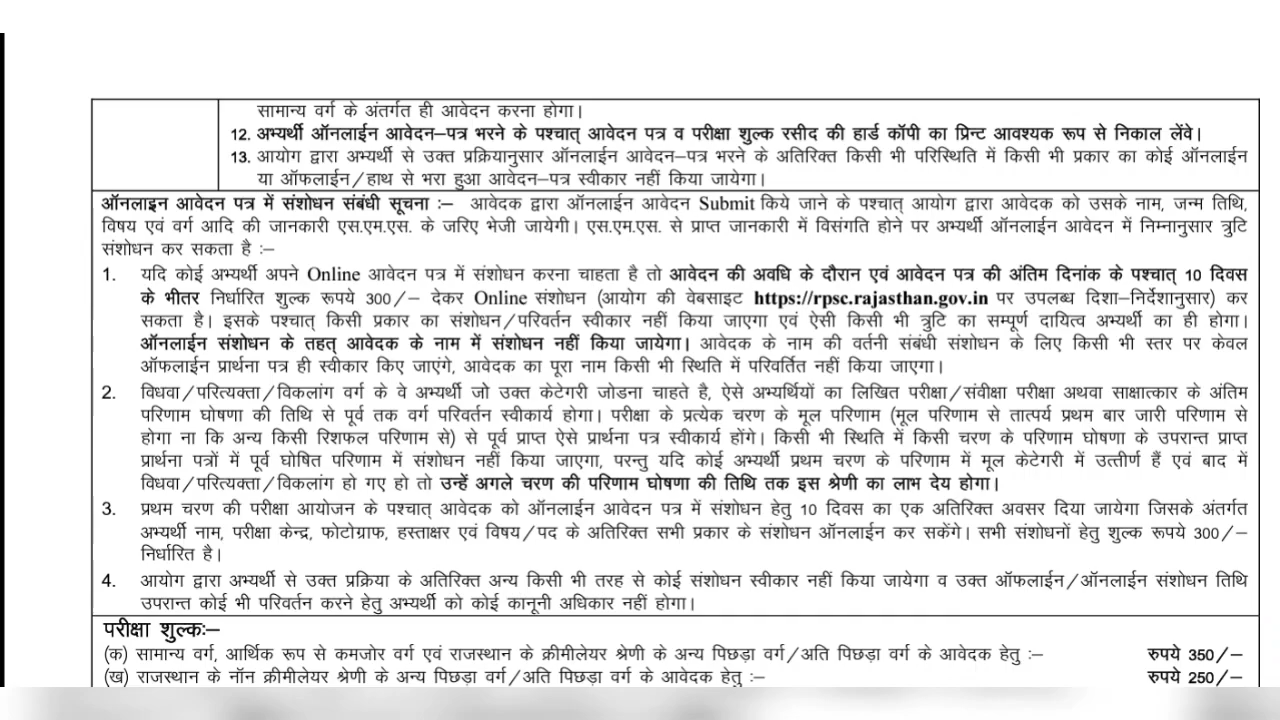 सामान्य वर्ग के अंतर्गत ही आवेदन करना होगा।
12. अभ्यर्थी ऑनलाईन आवेदन–पत्र भरने के पश्चात् आवेदन पत्र व परीक्षा शुल्क रसीद की हार्ड कॉपी का प्रिन्ट आवश्यक रूप से निकाल लेंवे।
13. आयोग द्वारा अभ्यर्थी से उक्त प्रक्रियानुसार ऑनलाईन आवेदन–पत्र भरने के अतिरिक्त किसी भी परिस्थिति में किसी भी प्रकार का कोई ऑनलाईन
या ऑफलाईन/हाथ से भरा हुआ आवेदन–पत्र स्वीकार नहीं किया जायेगा।
ऑनलाइन आवेदन पत्र में संशोधन संबंधी सूचना :– आवेदक द्वारा ऑनलाईन आवेदन Submit किये जाने के पश्चात् आयोग द्वारा आवेदक को उसके नाम, जन्म तिथि,
विषय एवं वर्ग आदि की जानकारी एस.एम.एस. के जरिए भेजी जायेगी। एस.एम.एस. से प्राप्त जानकारी में विसंगति होने पर अभ्यर्थी ऑनलाईन आवेदन में निम्नानुसार त्रुटि
संशोधन कर सकता है :–
1. यदि कोई अभ्यर्थी अपने Online आवेदन पत्र में संशोधन करना चाहता है तो आवेदन की अवधि के दौरान एवं आवेदन पत्र की अंतिम दिनांक के पश्चात् 10 दिवस
के भीतर निर्धारित शुल्क रूपये 300/– देकर Online संशोधन (आयोग की वेबसाइट https://rpsc.rajasthan.gov.in पर उपलब्ध दिशा–निर्देशानुसार) कर
सकता है। इसके पश्चात् किसी प्रकार का संशोधन/परिवर्तन स्वीकार नहीं किया जाएगा एवं ऐसी किसी भी त्रुटि का सम्पूर्ण दायित्व अभ्यर्थी का ही होगा।
ऑनलाईन संशोधन के तहत् आवेदक के नाम में संशोधन नहीं किया जायेगा। आवेदक के नाम की वर्तनी संबंधी संशोधन के लिए किसी भी स्तर पर केवल
ऑफलाईन प्रार्थना पत्र ही स्वीकार किए जाएंगे, आवेदक का पूरा नाम किसी भी स्थिति में परिवर्तित नहीं किया जाएगा।
2. विधवा/परित्यक्ता/विकलांग वर्ग के वे अभ्यर्थी जो उक्त केटेगरी जोडना चाहते है, ऐसे अभ्यर्थियों का लिखित परीक्षा/संवीक्षा परीक्षा अथवा साक्षात्कार के अंतिम
परिणाम घोषणा की तिथि से पूर्व तक वर्ग परिवर्तन स्वीकार्य होगा। परीक्षा के प्रत्येक चरण के मूल परिणाम (मूल परिणाम से तात्पर्य प्रथम बार जारी परिणाम से
होगा ना कि अन्य किसी रिशफल परिणाम से) से पूर्व प्राप्त ऐसे प्रार्थना पत्र स्वीकार्य होंगे। किसी भी स्थिति में किसी चरण के परिणाम घोषणा के उपरान्त प्राप्त
प्रार्थना पत्रों में पूर्व घोषित परिणाम में संशोधन नहीं किया जाएगा, परन्तु यदि कोई अभ्यर्थी प्रथम चरण के परिणाम में मूल केटेगरी में उत्तीर्ण हैं एवं बाद में
विधवा/परित्यक्ता/विकलांग हो गए हो तो उन्हें अगले चरण की परिणाम घोषणा की तिथि तक इस श्रेणी का लाभ देय होगा।
3. प्रथम चरण की परीक्षा आयोजन के पश्चात् आवेदक को ऑनलाईन आवेदन पत्र में संशोधन हेतु 10 दिवस का एक अतिरिक्त अवसर दिया जायेगा जिसके अंतर्गत
अभ्यर्थी नाम, परीक्षा केन्द्र, फोटोग्राफ, हस्ताक्षर एवं विषय/पद के अतिरिक्त सभी प्रकार के संशोधन ऑनलाईन कर सकेंगे। सभी संशोधनों हेतु शुल्क रूपये 300/–
निर्धारित है।
4. आयोग द्वारा अभ्यर्थी से उक्त प्रक्रिया के अतिरिक्त अन्य किसी भी तरह से कोई संशोधन स्वीकार नहीं किया जायेगा व उक्त ऑफलाईन/ऑनलाईन संशोधन तिथि
उपरान्त कोई भी परिवर्तन करने हेतु अभ्यर्थी को कोई कानूनी अधिकार नहीं होगा।
परीक्षा शुल्कः–
(क) सामान्य वर्ग, आर्थिक रूप से कमजोर वर्ग एवं राजस्थान के क्रीमीलेयर श्रेणी के अन्य पिछड़ा वर्ग/अति पिछड़ा वर्ग के आवेदक हेतु :– रुपये 350/–
(ख) राजस्थान के नॉन क्रीमीलेयर श्रेणी के अन्य पिछड़ा वर्ग/अति पिछड़ा वर्ग के आवेदक हेतु :– रुपये 250/–